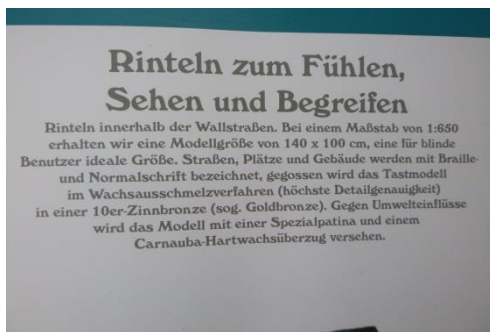 Rinteln zum Fühlen,
Sehen und Begreifen
Rinteln innerhalb der Wallstraßen. Bei einem Maßstab von 1:650
erhalten wir eine Modellgröße von 140 x 100 cm, eine für blinde
Benutzer ideale Größe. Straßen, Plätze und Gebäude werden mit Braille-
und Normalschrift bezeichnet, gegossen wird das Tastmodell
im Wachsausschmelzverfahren (höchste Detailgenauigkeit)
in einer 10er-Zinnbronze (sog. Goldbronze). Gegen Umwelteinflüsse
wird das Modell mit einer Spezialpatina und einem
Carnauba-Hartwachsüberzug versehen.